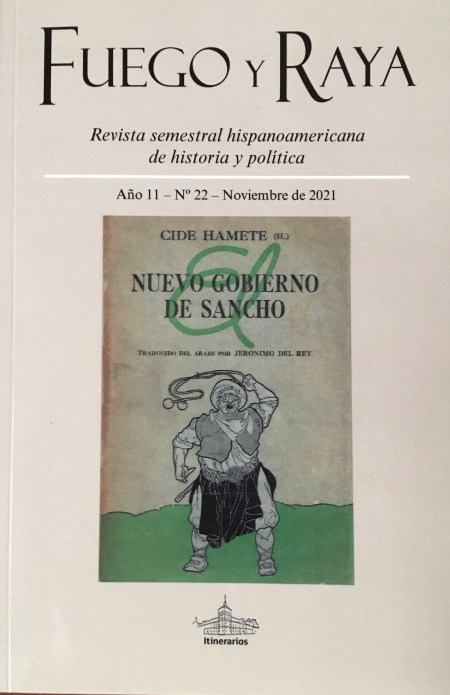 FUEGO Y RAYA
Revista semestral hispanoamericana
de historia y política
Año 11 – Nº 22 – Noviembre de 2021
CIDE HAMETE (H.)
El
NUEVO GOBIERNO
DE SANCHO
TRADUCIDO DEL ARABE POR JERONIMO DEL REY
Itinerarios